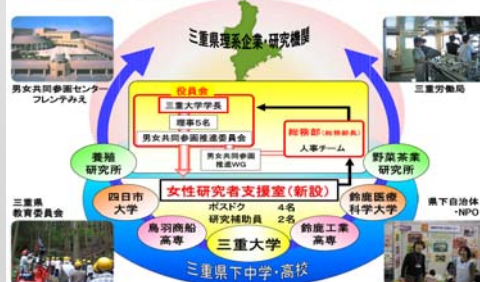 三重県理系企業・研究機関
男女共同参画センター
フレンテみえ
三重労働局
役員会
三重大学学長
理事5名
男女共同参画推進委員会
総務部(総務部長)
人事チーム
男女共同参画
推進WG
養殖
研究所
野菜茶業
研究所
女性研究者支援室(新設)
ポスドク 4名
研究補助員 2名
四日市
大学
鈴鹿医療
科学大学
鳥羽商船
高専
三重大学
鈴鹿工業
高専
三重県
教育委員会
県下自治体
・NPO
三重県下中学・高校